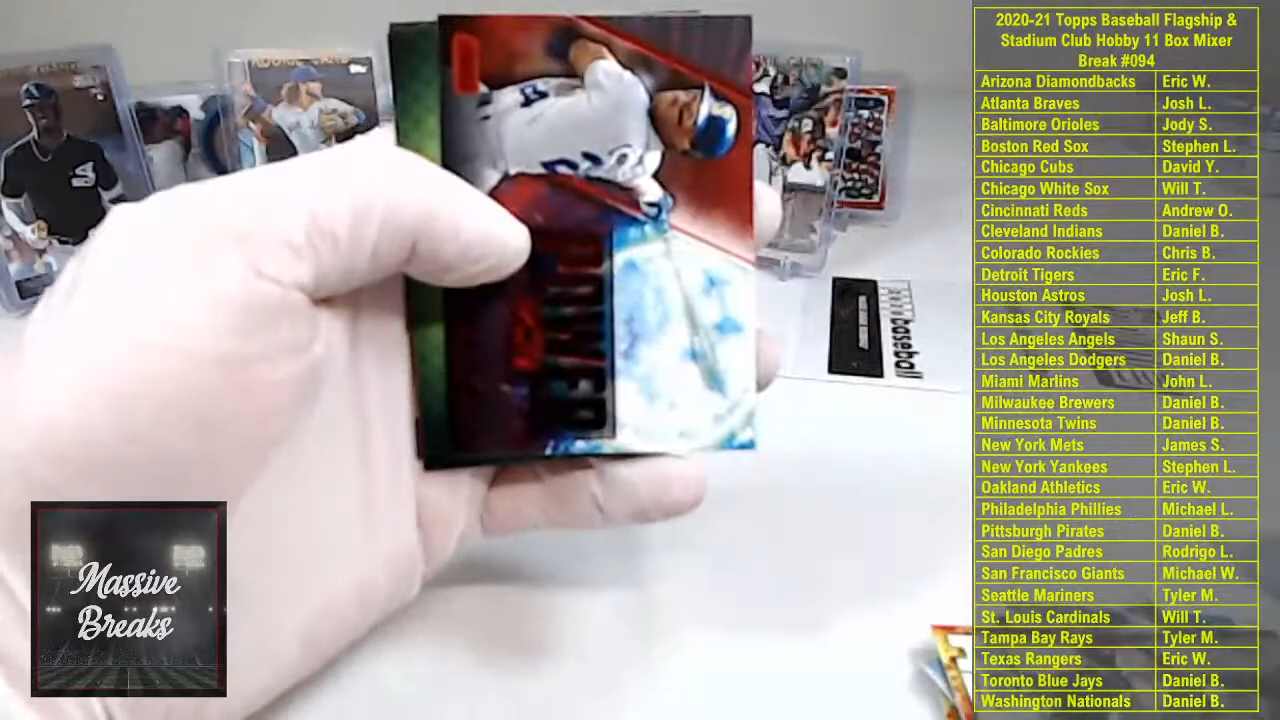 2020-21 Topps Baseball Flagship &
Stadium Club Hobby 11 Box Mixer
Break #094
Arizona Diamondbacks Eric W.
Atlanta Braves Josh L.
Baltimore Orioles Jody S.
Boston Red Sox Stephen L.
Chicago Cubs David Y.
Chicago White Sox Will T.
Cincinnati Reds Andrew O.
Cleveland Indians Daniel B.
Colorado Rockies Chris B.
Detroit Tigers Eric F.
Houston Astros Josh L.
Kansas City Royals Jeff B.
Los Angeles Angels Shaun S.
Los Angeles Dodgers Daniel B.
Miami Marlins John L.
Milwaukee Brewers Daniel B.
Minnesota Twins Daniel B.
New York Mets James S.
New York Yankees Stephen L.
Oakland Athletics Eric W.
Philadelphia Phillies Michael L.
Pittsburgh Pirates Daniel B.
San Diego Padres Rodrigo L.
San Francisco Giants Michael W.
Seattle Mariners Tyler M.
St. Louis Cardinals Will T.
Tampa Bay Rays Tyler M.
Texas Rangers Eric W.
Toronto Blue Jays Daniel B.
Washington Nationals Daniel B.
baseball
Massive
Breaks